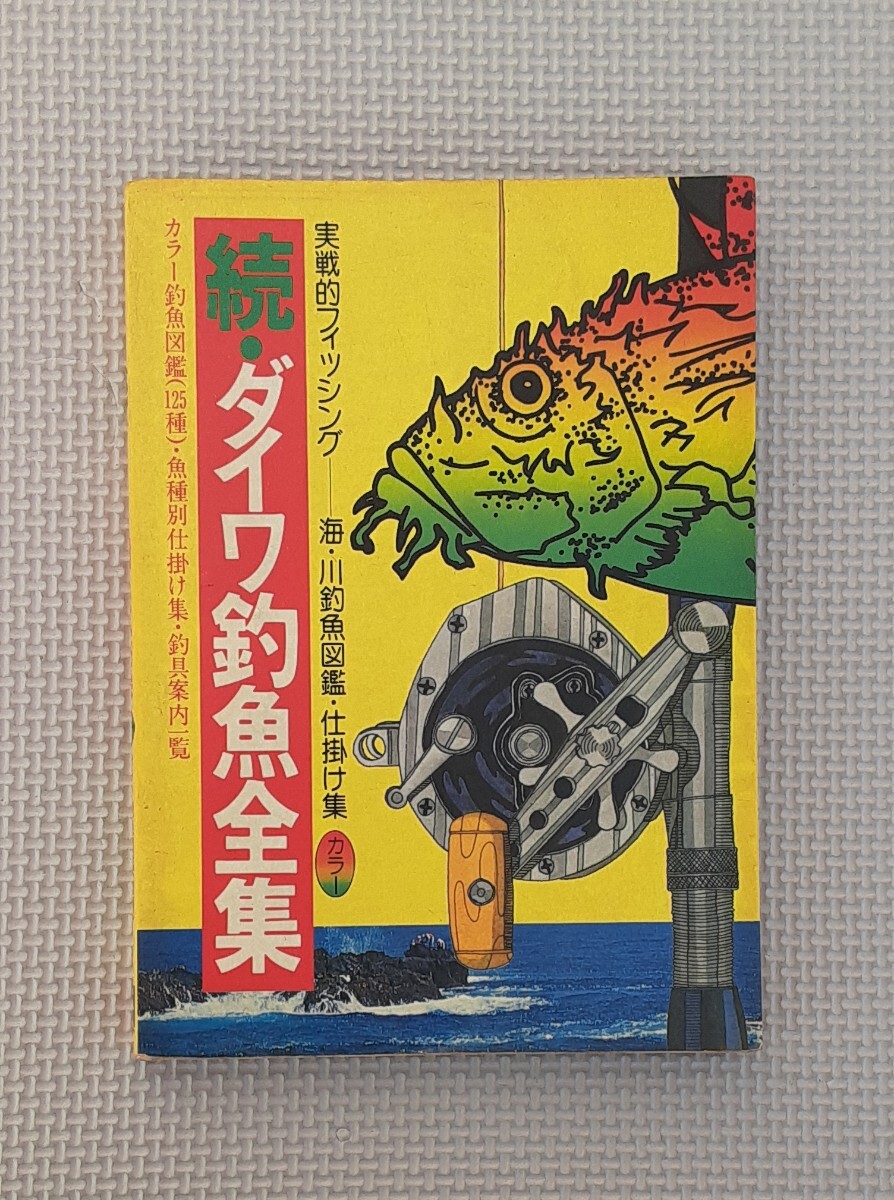 実戦的フィッシング──海・川釣魚図鑑・仕掛け集
カラー
続・ダイワ釣魚全集
カラー釣魚図鑑(125種)・魚種別仕掛け集・釣具案内一覧